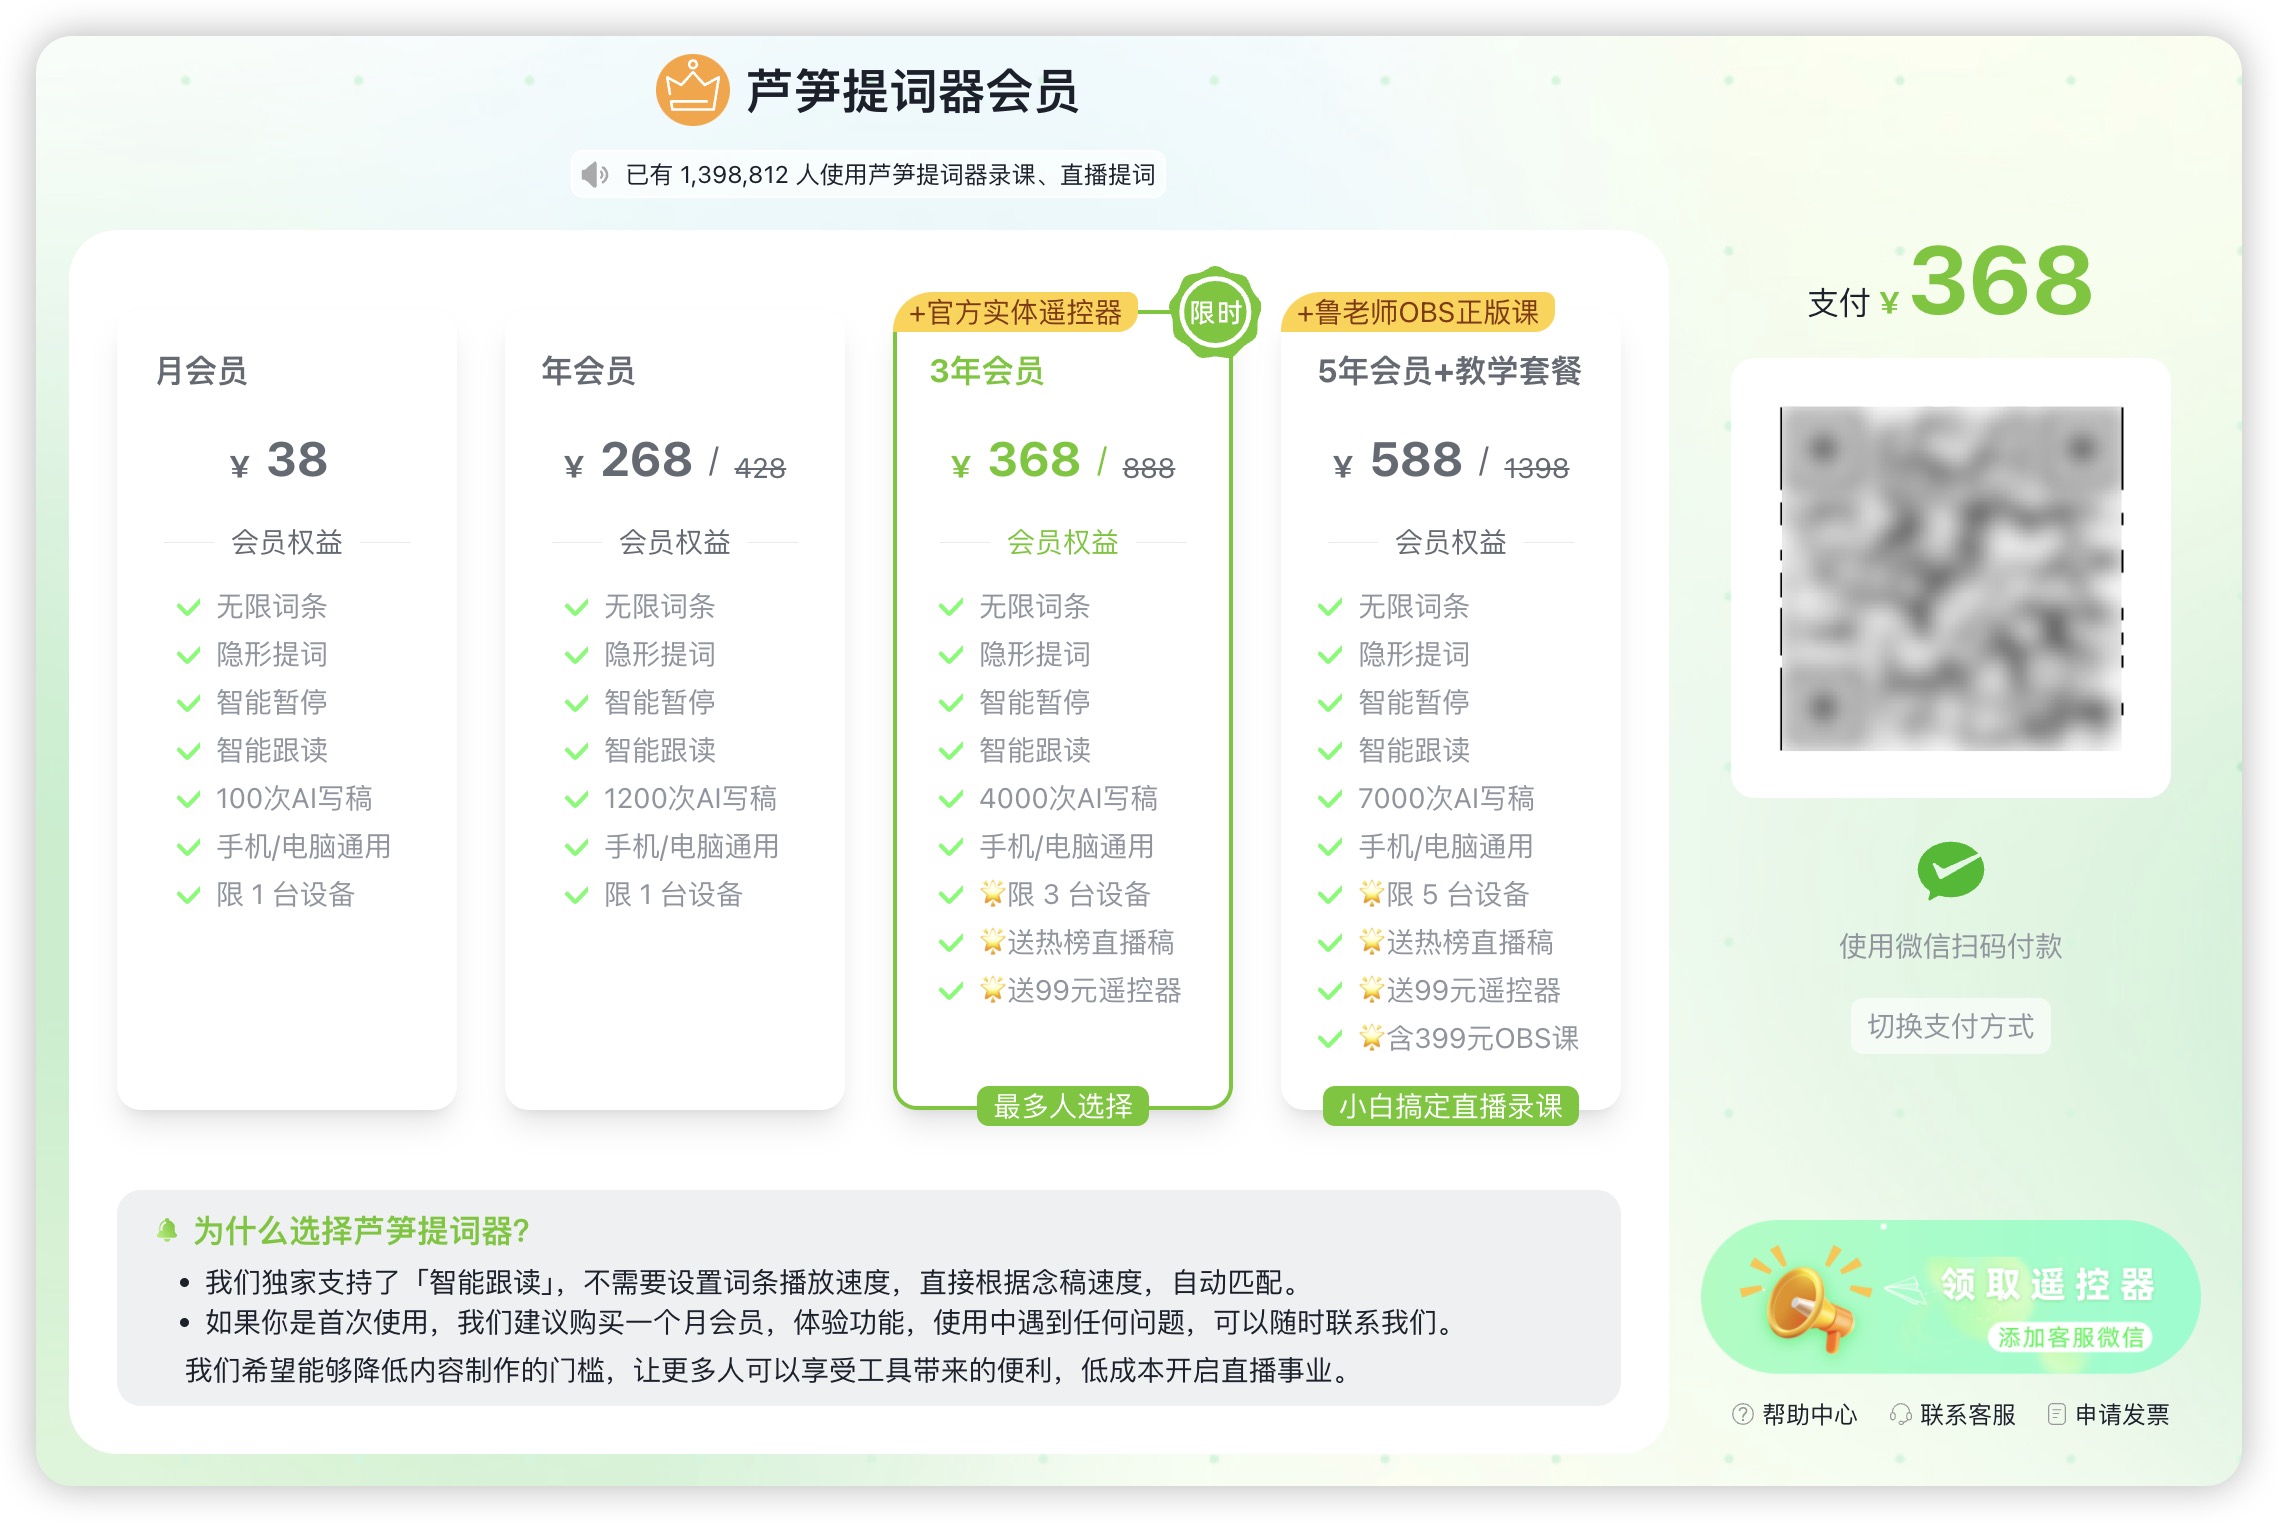 芦笋提词器会员
已有 1,398,812 人使用芦笋提词器录课、直播提词
月会员
¥ 38
会员权益
无限词条
隐形提词
智能暂停
智能跟读
100次AI写稿
手机/电脑通用
限 1 台设备
年会员
¥ 268 / 428
会员权益
无限词条
隐形提词
智能暂停
智能跟读
1200次AI写稿
手机/电脑通用
限 1 台设备
+官方实体遥控器
限时
3年会员
¥ 368 / 888
会员权益
无限词条
隐形提词
智能暂停
智能跟读
4000次AI写稿
手机/电脑通用
🌟限 3 台设备
🌟送热榜直播稿
🌟送99元遥控器
最多人选择
+鲁老师OBS正版课
5年会员+教学套餐
¥ 588 / 1398
会员权益
无限词条
隐形提词
智能暂停
智能跟读
7000次AI写稿
手机/电脑通用
🌟限 5 台设备
🌟送热榜直播稿
🌟送99元遥控器
🌟含399元OBS课
小白搞定直播录课
为什么选择芦笋提词器?
• 我们独家支持了「智能跟读」，不需要设置词条播放速度，直接根据念稿速度，自动匹配。
• 如果你是首次使用，我们建议购买一个月会员，体验功能，使用中遇到任何问题，可以随时联系我们。
我们希望能够降低内容制作的门槛，让更多人可以享受工具带来的便利，低成本开启直播事业。
支付 ¥ 368
使用微信扫码付款
切换支付方式
领取遥控器
添加客服微信
帮助中心 联系客服 申请发票